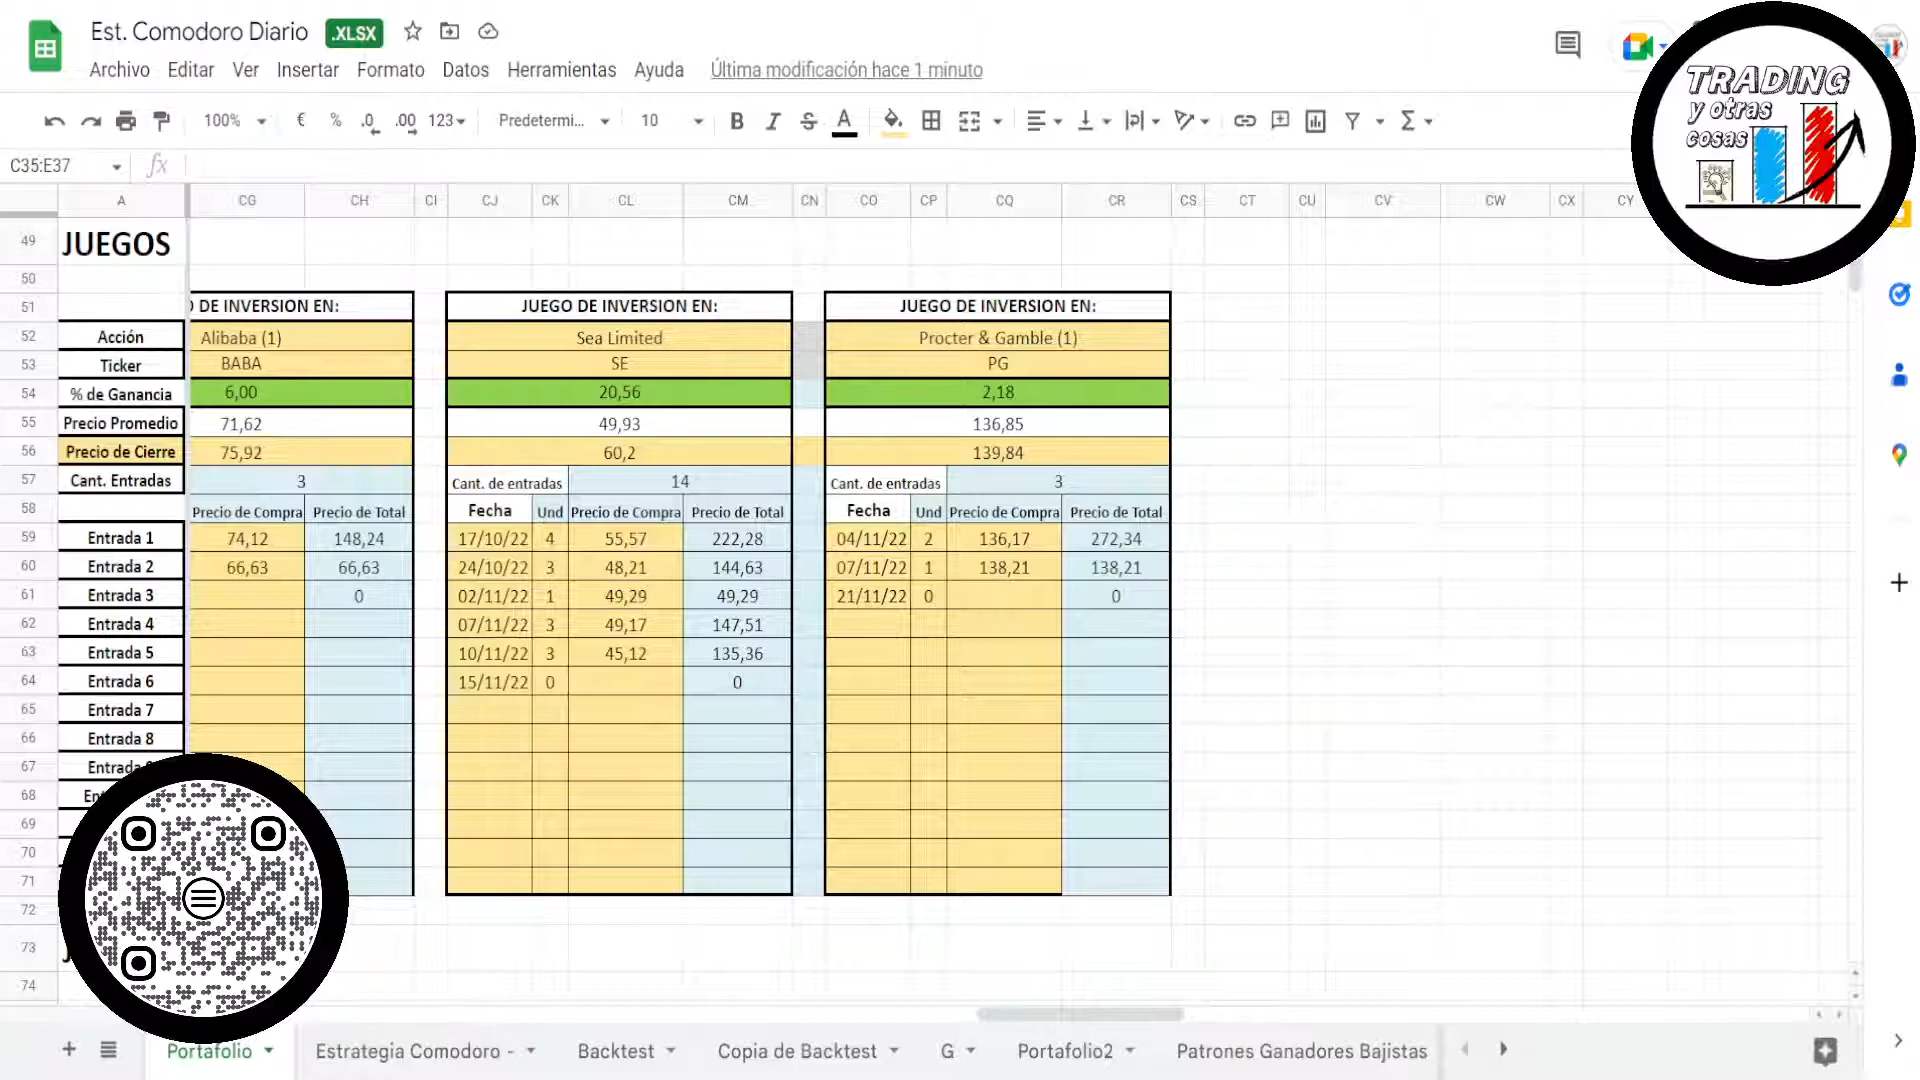 Est. Comodoro Diario .XLSX
Archivo Editar Ver Insertar Formato Datos Herramientas Ayuda Última modificación hace 1 minuto
TRADING
y otras
cosas
100% € % .0 .00 123 Predetermi... 10 B I S A Σ
C35:E37 fx
A CG CH CI CJ CK CL CM CN CO CP CQ CR CS CT CU CV CW CX CY
49 JUEGOS
50
51 DE INVERSION EN: JUEGO DE INVERSION EN: JUEGO DE INVERSION EN:
52 Acción Alibaba (1) Sea Limited Procter & Gamble (1)
53 Ticker BABA SE PG
54 % de Ganancia 6,00 20,56 2,18
55 Precio Promedio 71,62 49,93 136,85
56 Precio de Cierre 75,92 60,2 139,84
57 Cant. Entradas 3 Cant. de entradas 14 Cant. de entradas 3
58 Precio de Compra Precio de Total Fecha Und Precio de Compra Precio de Total Fecha Und Precio de Compra Precio de Total
59 Entrada 1 74,12 148,24 17/10/22 4 55,57 222,28 04/11/22 2 136,17 272,34
60 Entrada 2 66,63 66,63 24/10/22 3 48,21 144,63 07/11/22 1 138,21 138,21
61 Entrada 3 0 02/11/22 1 49,29 49,29 21/11/22 0 0
62 Entrada 4 07/11/22 3 49,17 147,51
63 Entrada 5 10/11/22 3 45,12 135,36
64 Entrada 6 15/11/22 0 0
65 Entrada 7
66 Entrada 8
67 Entrada
68
69
70
71
72
73
74
Portafolio Estrategia Comodoro - Backtest Copia de Backtest G Portafolio2 Patrones Ganadores Bajistas